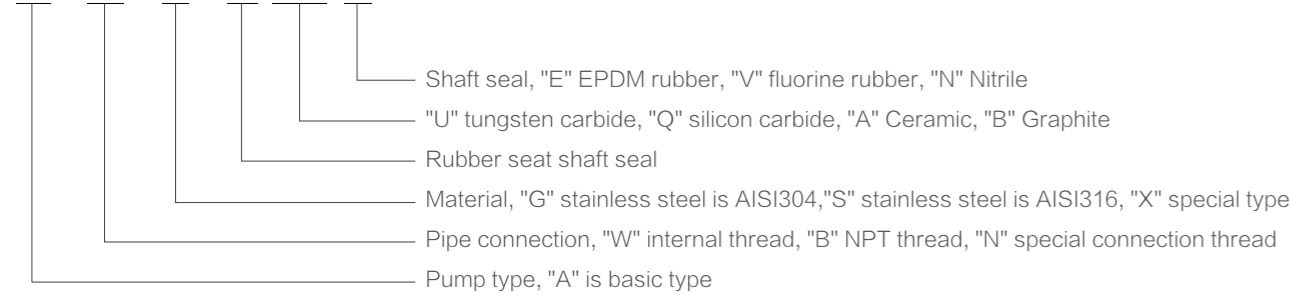 Shaft seal, "E" EPDM rubber, "V" fluorine rubber, "N" Nitrile
"U" tungsten carbide, "Q" silicon carbide, "A" Ceramic, "B" Graphite
Rubber seat shaft seal
Material, "G" stainless steel is AISI304,"S" stainless steel is AISI316, "X" special type
Pipe connection, "W" internal thread, "B" NPT thread, "N" special connection thread
Pump type, "A" is basic type